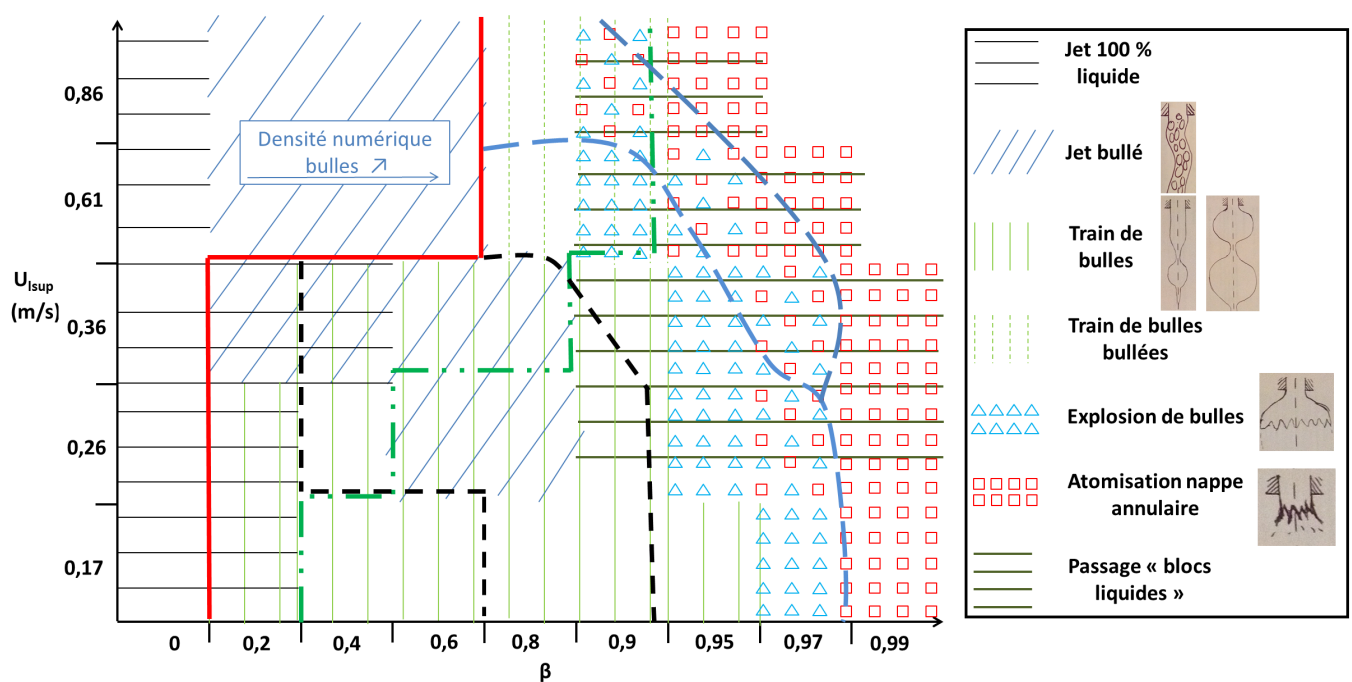 0,86
0,61
U_lsup
(m/s)
0,36
0,26
0,17
Densité numérique
bulles ↗
0
0,2
0,4
0,6
0,8
0,9
0,95
0,97
0,99
β
Jet 100 %
liquide
Jet bullé
Train de
bulles
Train de bulles
bullées
Explosion de bulles
Atomisation nappe
annulaire
Passage « blocs
liquides »